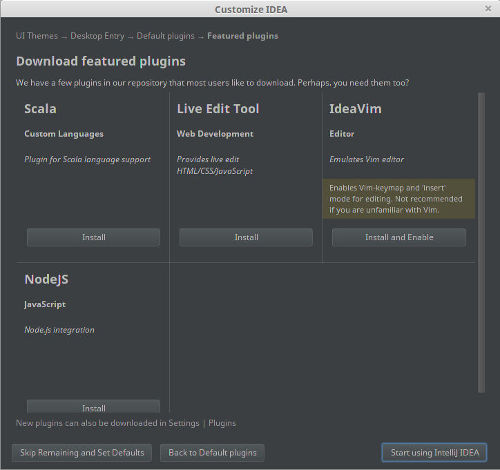 Customize IDEA
UI Themes → Desktop Entry → Default plugins → Featured plugins
Download featured plugins
We have a few plugins in our repository that most users like to download. Perhaps, you need them too?
Scala
Custom Languages
Plugin for Scala language support
Install
Live Edit Tool
Web Development
Provides live edit
HTML/CSS/JavaScript
Install
IdeaVim
Editor
Emulates Vim editor
Enables Vim-keymap and 'Insert'
mode for editing. Not recommended
if you are unfamiliar with Vim.
Install and Enable
NodeJS
JavaScript
Node.js integration
Install
New plugins can also be downloaded in Settings | Plugins
Skip Remaining and Set Defaults
Back to Default plugins
Start using IntelliJ IDEA